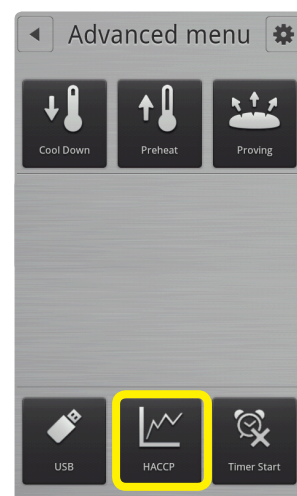 Advanced menu
Cool Down
Preheat
Proving
USB
HACCP
Timer Start